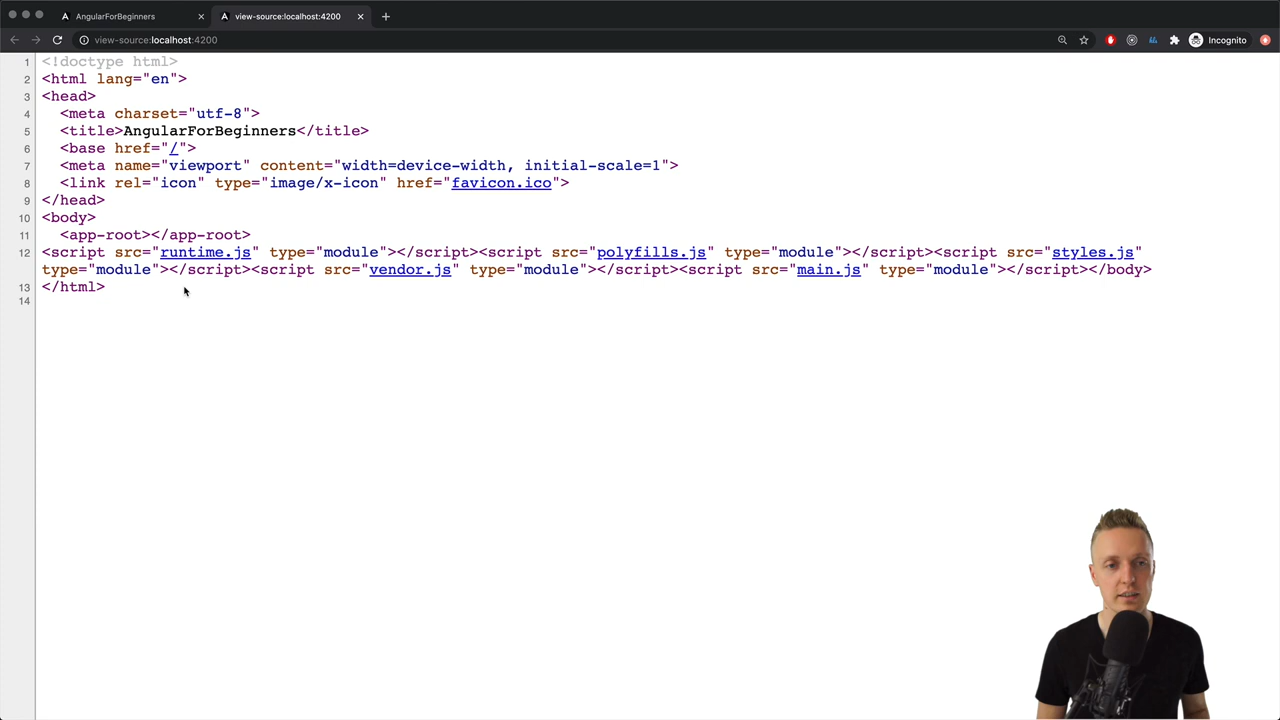 AngularForBeginners
view-source:localhost:4200
view-source:localhost:4200
Incognito
1 <!doctype html>
2 <html lang="en">
3 <head>
4 <meta charset="utf-8">
5 <title>AngularForBeginners</title>
6 <base href="/">
7 <meta name="viewport" content="width=device-width, initial-scale=1">
8 <link rel="icon" type="image/x-icon" href="favicon.ico">
9 </head>
10 <body>
11 <app-root></app-root>
12 <script src="runtime.js" type="module"></script><script src="polyfills.js" type="module"></script><script src="styles.js"
type="module"></script><script src="vendor.js" type="module"></script><script src="main.js" type="module"></script></body>
13 </html>
14